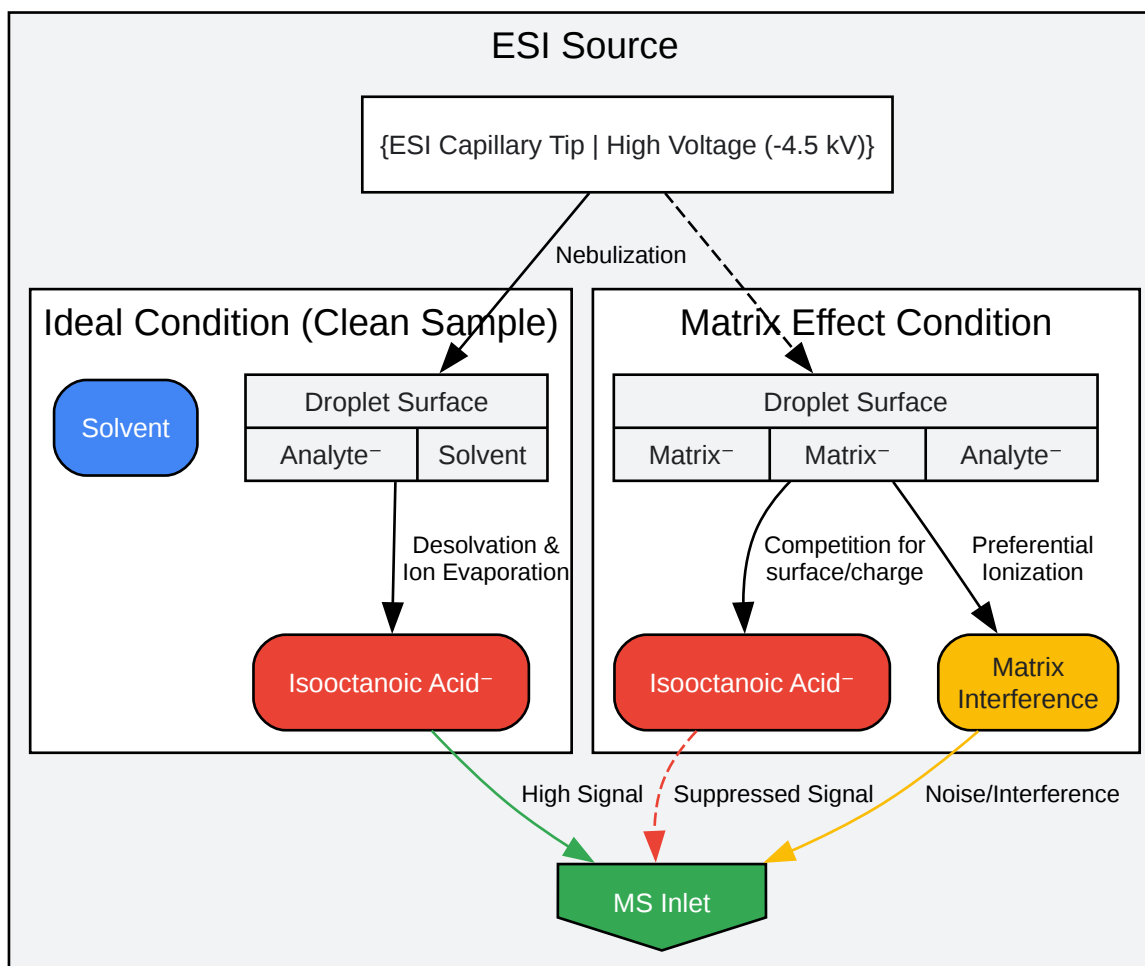 ESI Source
{ESI Capillary Tip | High Voltage (-4.5 kV)}
Nebulization
Ideal Condition (Clean Sample)
Solvent
Droplet Surface
Analyte⁻
Solvent
Desolvation &
Ion Evaporation
Isooctanoic Acid⁻
Matrix Effect Condition
Droplet Surface
Matrix⁻
Matrix⁻
Analyte⁻
Competition for
surface/charge
Preferential
Ionization
Isooctanoic Acid⁻
Matrix
Interference
High Signal
Suppressed Signal
Noise/Interference
MS Inlet